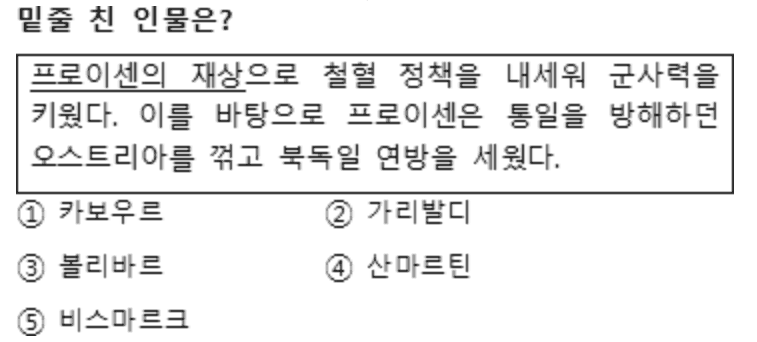 밑줄 친 인물은?
프로이센의 재상으로 철혈 정책을 내세워 군사력을
키웠다. 이를 바탕으로 프로이센은 통일을 방해하던
오스트리아를 꺾고 북독일 연방을 세웠다.
① 카보우르 ② 가리발디
③ 볼리바르 ④ 산마르틴
⑤ 비스마르크